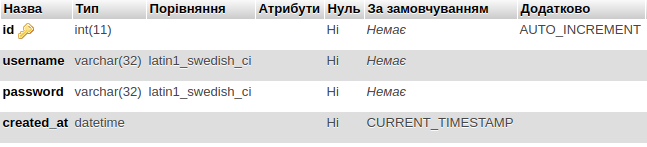 Назва Тип Порівняння Атрибути Нуль За замовчуванням Додатково
id int(11) Ні Немає AUTO_INCREMENT
username varchar(32) latin1_swedish_ci Ні Немає
password varchar(32) latin1_swedish_ci Ні Немає
created_at datetime Ні CURRENT_TIMESTAMP